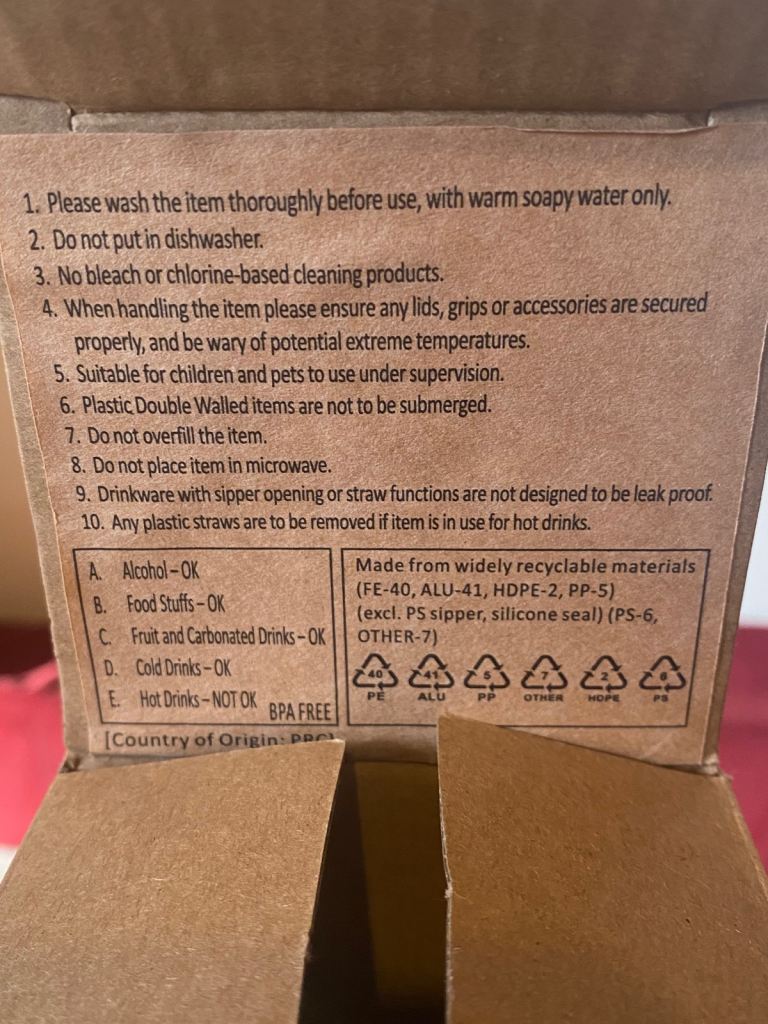 1. Please wash the item thoroughly before use, with warm soapy water only.
2. Do not put in dishwasher.
3. No bleach or chlorine-based cleaning products.
4. When handling the item please ensure any lids, grips or accessories are secured
properly, and be wary of potential extreme temperatures.
5. Suitable for children and pets to use under supervision.
6. Plastic Double Walled items are not to be submerged.
7. Do not overfill the item.
8. Do not place item in microwave.
9. Drinkware with sipper opening or straw functions are not designed to be leak proof.
10. Any plastic straws are to be removed if item is in use for hot drinks.
A. Alcohol – OK
B. Food Stuffs – OK
C. Fruit and Carbonated Drinks – OK
D. Cold Drinks – OK
E. Hot Drinks – NOT OK
BPA FREE
Made from widely recyclable materials
(FE-40, ALU-41, HDPE-2, PP-5)
(excl. PS sipper, silicone seal) (PS-6,
OTHER-7)
40 41 5 7 2 6
PE ALU PP OTHER HDPE PS
[Country of Origin: PRC]